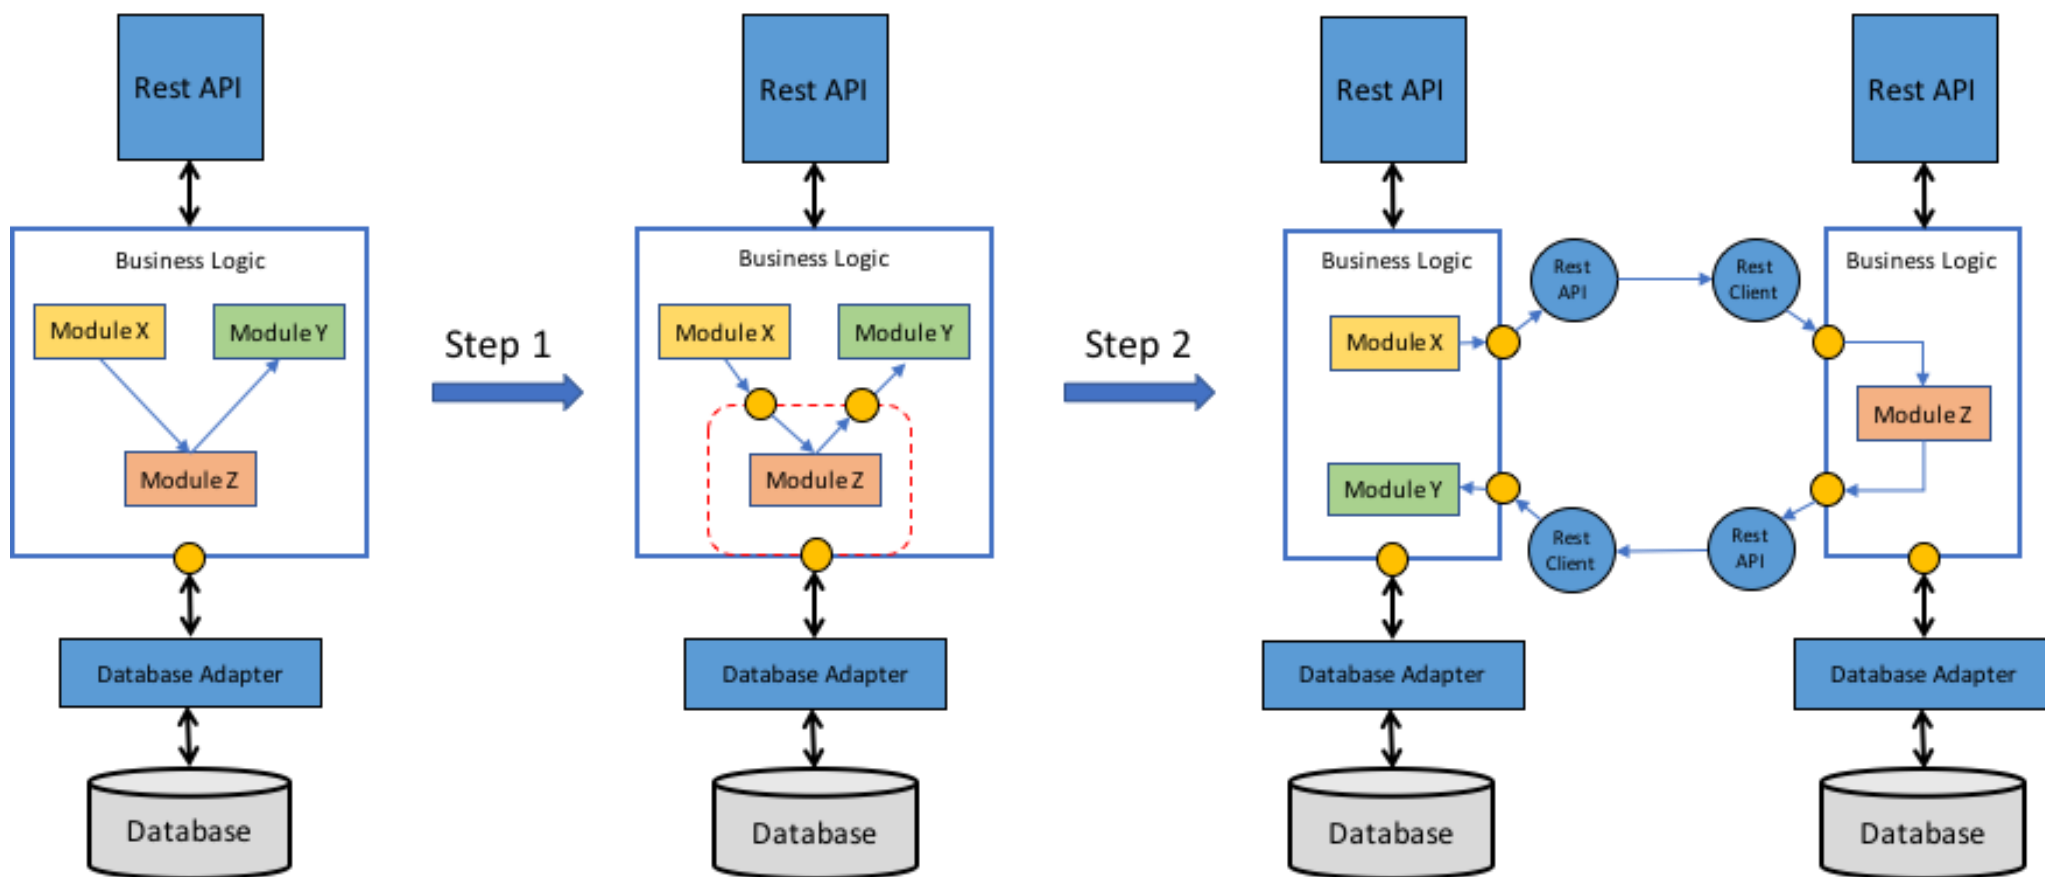 Rest API
Business Logic
Module X
Module Y
Module Z
Database Adapter
Database
Step 1
Rest API
Business Logic
Module X
Module Y
Module Z
Database Adapter
Database
Step 2
Rest API
Business Logic
Module X
Module Y
Database Adapter
Database
Rest
API
Rest
Client
Rest
Client
Rest
API
Rest API
Business Logic
Module Z
Database Adapter
Database